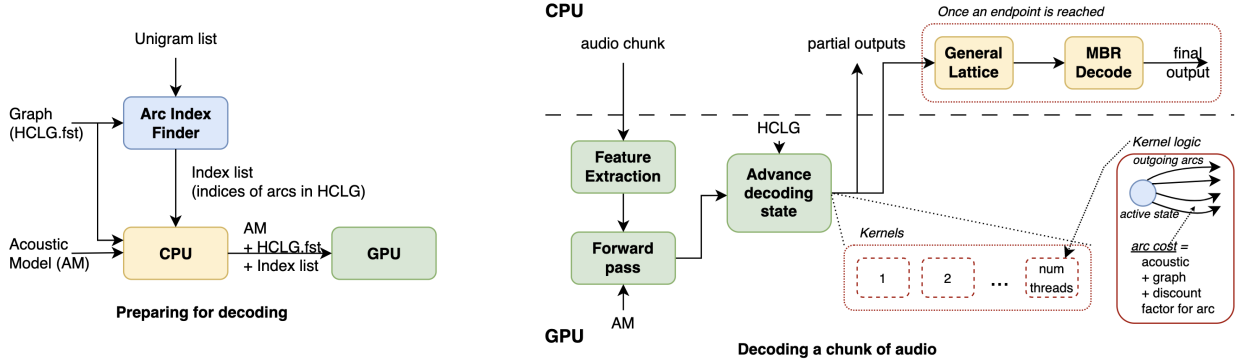 Unigram list
Graph
(HCLG.fst)
Arc Index
Finder
Index list
(indices of arcs in HCLG)
Acoustic
Model (AM)
CPU
AM
+ HCLG.fst
+ Index list
GPU
Preparing for decoding
CPU
audio chunk
partial outputs
Once an endpoint is reached
General
Lattice
MBR
Decode
final
output
Feature
Extraction
HCLG
Advance
decoding
state
Forward
pass
AM
GPU
Kernels
1
2
...
num
threads
Kernel logic
outgoing arcs
active state
arc cost =
acoustic
+ graph
+ discount
factor for arc
Decoding a chunk of audio